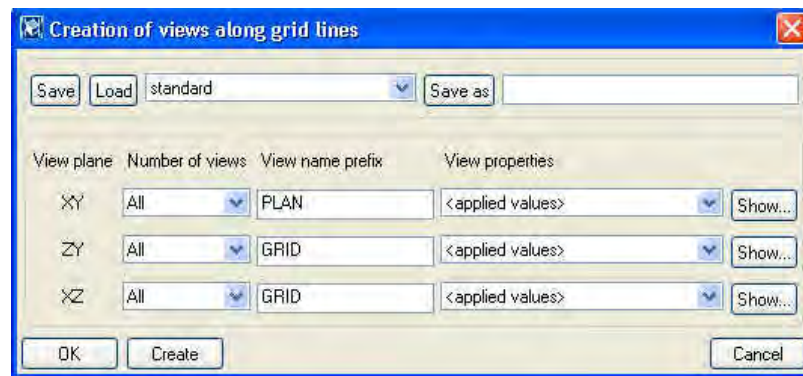 Creation of views along grid lines
Save Load standard Save as
View plane Number of views View name prefix View properties
XY All PLAN <applied values> Show...
ZY All GRID <applied values> Show...
XZ All GRID <applied values> Show...
OK Create Cancel